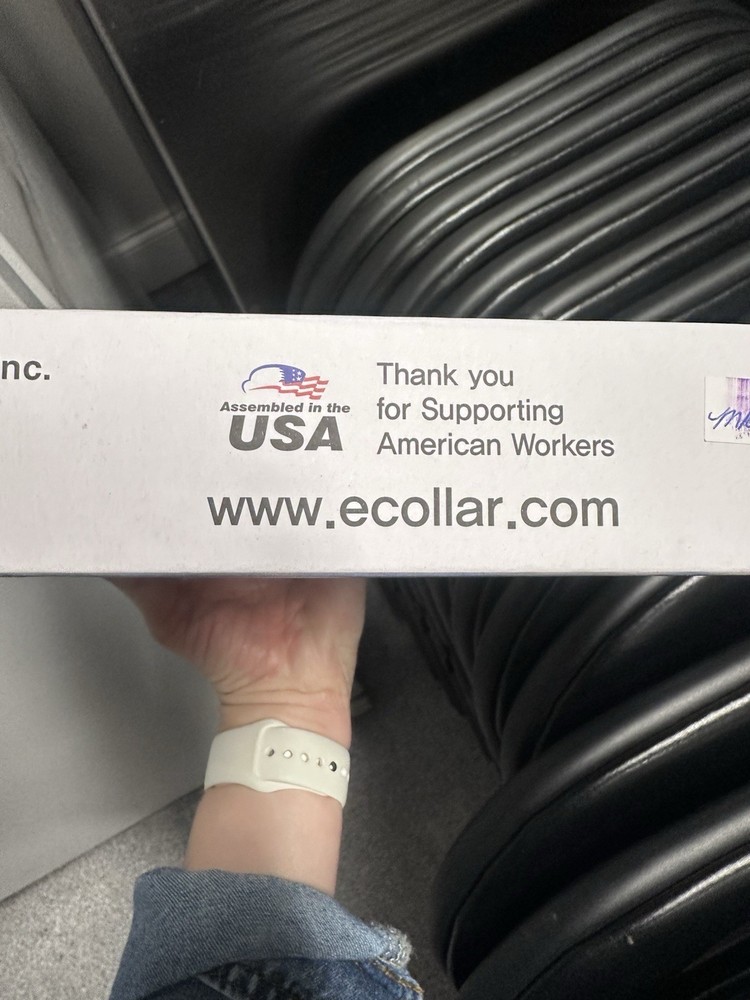 nc.
Assembled in the
USA
Thank you
for Supporting
American Workers
www.ecollar.com